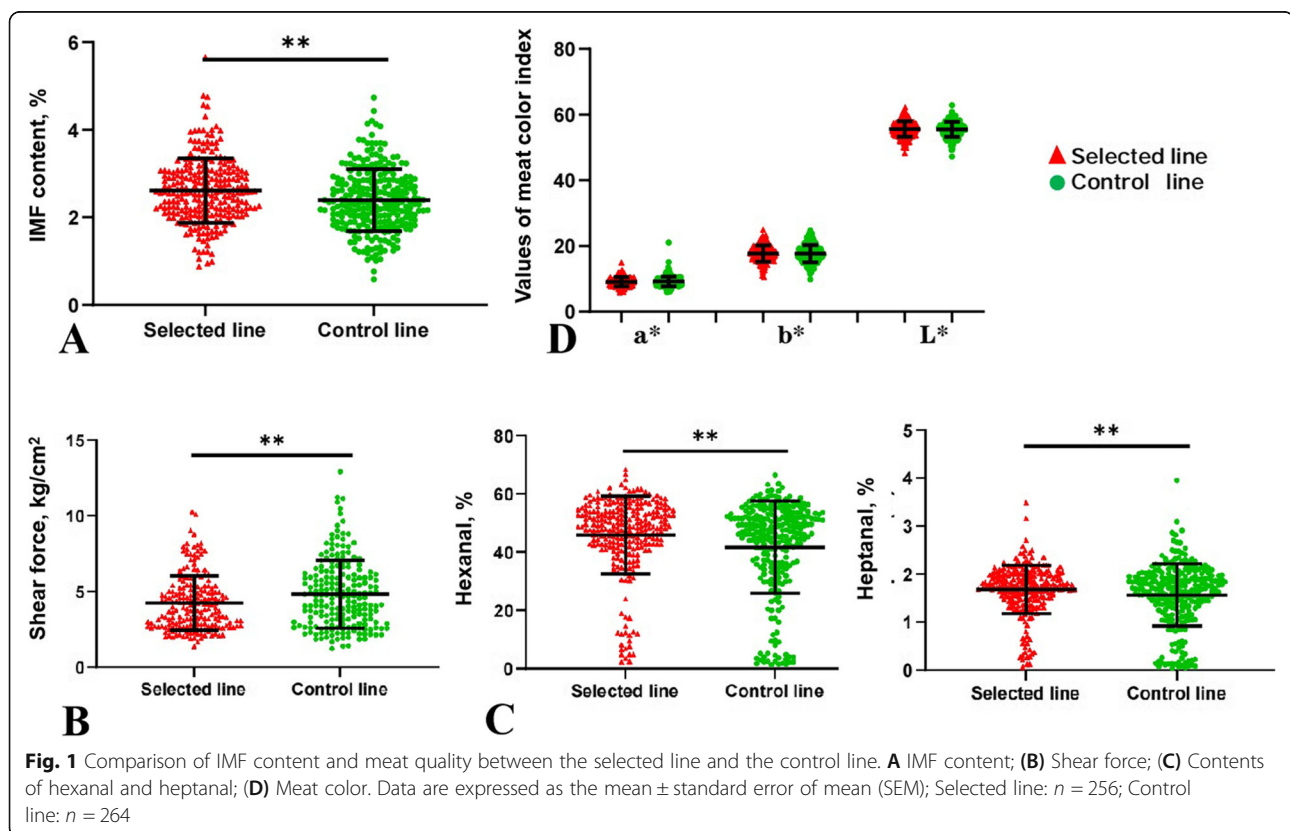 **
IMF content, %
6
4
2
0
Selected line Control line
A
Values of meat color index
80
60
40
20
0
a* b* L*
D
Selected line
Control line
**
Shear force, kg/cm²
15
10
5
0
Selected line Control line
B
**
Hexanal, %
80
60
40
20
0
Selected line Control line
C
**
Heptanal, %
5
4
3
2
1
0
Selected line Control line
Fig. 1 Comparison of IMF content and meat quality between the selected line and the control line. A IMF content; (B) Shear force; (C) Contents
of hexanal and heptanal; (D) Meat color. Data are expressed as the mean ± standard error of mean (SEM); Selected line: n = 256; Control
line: n = 264